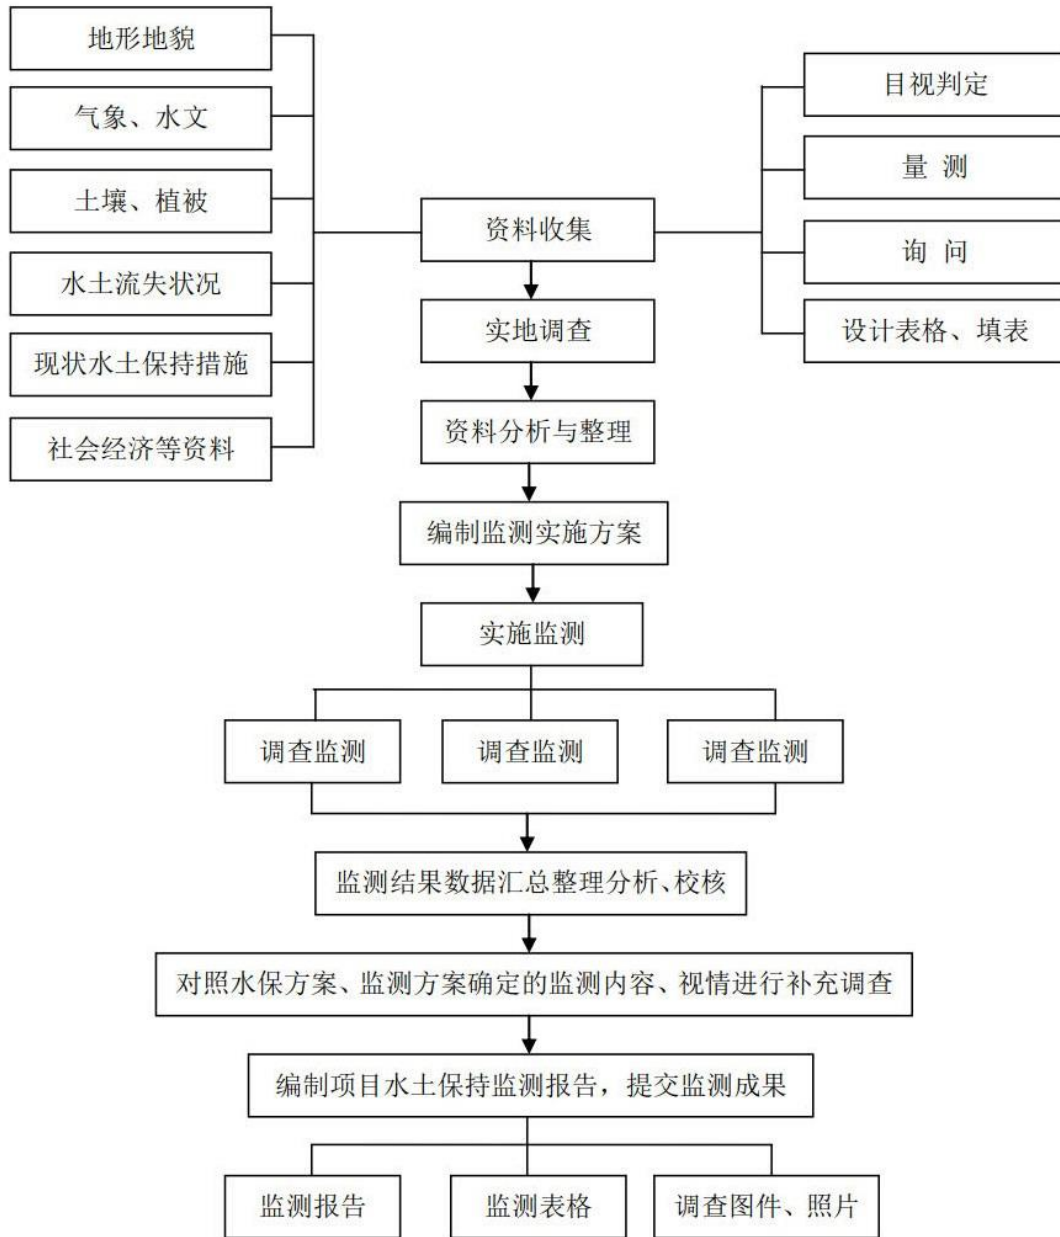 地形地貌
气象、水文
土壤、植被
水土流失状况
现状水土保持措施
社会经济等资料
目视判定
量 测
询 问
设计表格、填表
资料收集
实地调查
资料分析与整理
编制监测实施方案
实施监测
调查监测
调查监测
调查监测
监测结果数据汇总整理分析、校核
对照水保方案、监测方案确定的监测内容、视情进行补充调查
编制项目水土保持监测报告，提交监测成果
监测报告
监测表格
调查图件、照片